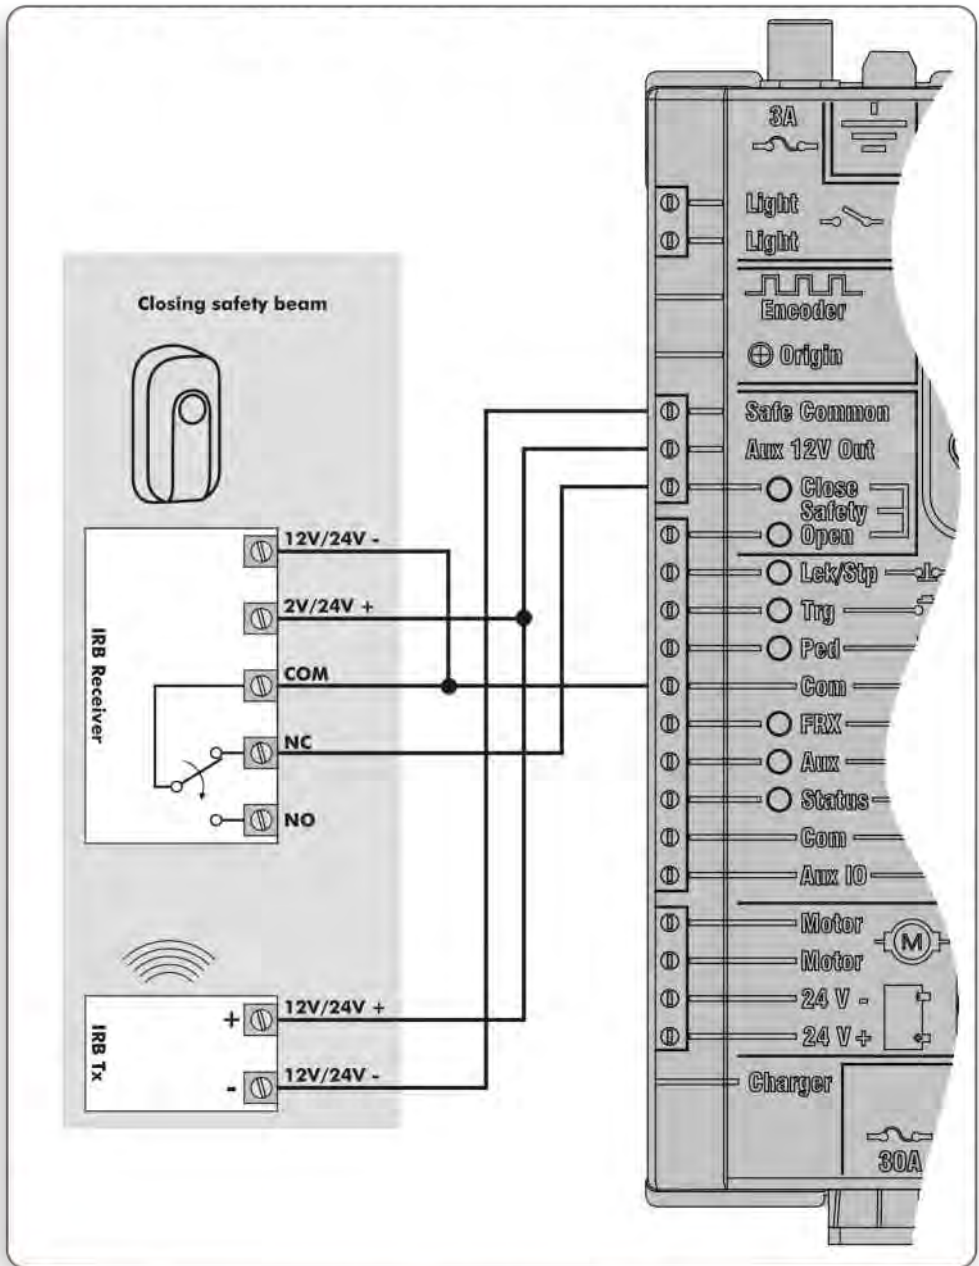 Closing safety beam
IRB Receiver
12V/24V -
2V/24V +
COM
NC
NO
IRB Tx
+
12V/24V +
-
12V/24V -
3A
Light
Light
Encoder
Origin
Safe Common
Aux 12V Out
Close
Safety
Open
Lck/Stp
Trg
Ped
Com
FRX
Aux
Status
Com
Aux IO
Motor
M
Motor
24 V -
24 V +
Charger
30A